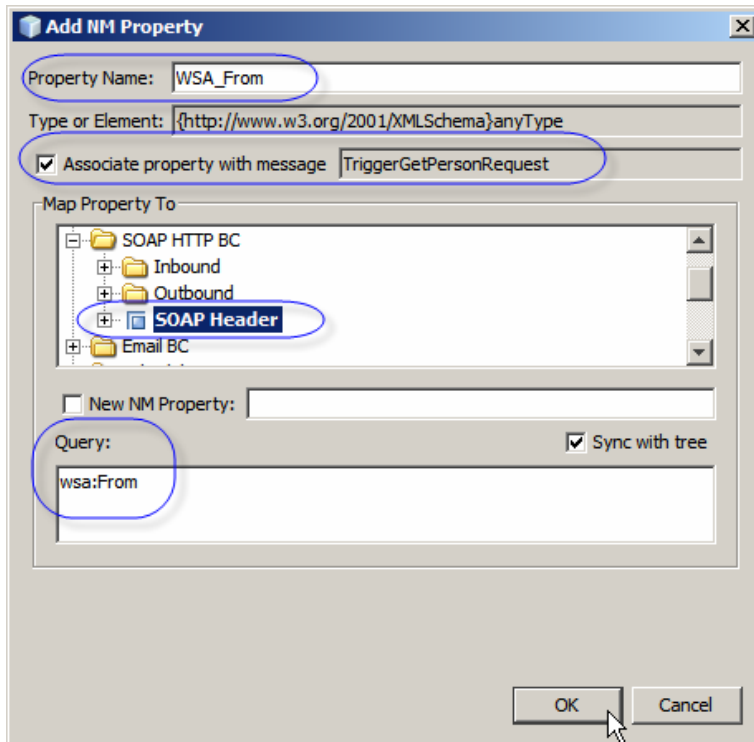 Add NM Property
Property Name: WSA_From
Type or Element: {http://www.w3.org/2001/XMLSchema}anyType
Associate property with message TriggerGetPersonRequest
Map Property To
SOAP HTTP BC
Inbound
Outbound
SOAP Header
Email BC
New NM Property:
Query: Sync with tree
wsa:From
OK Cancel